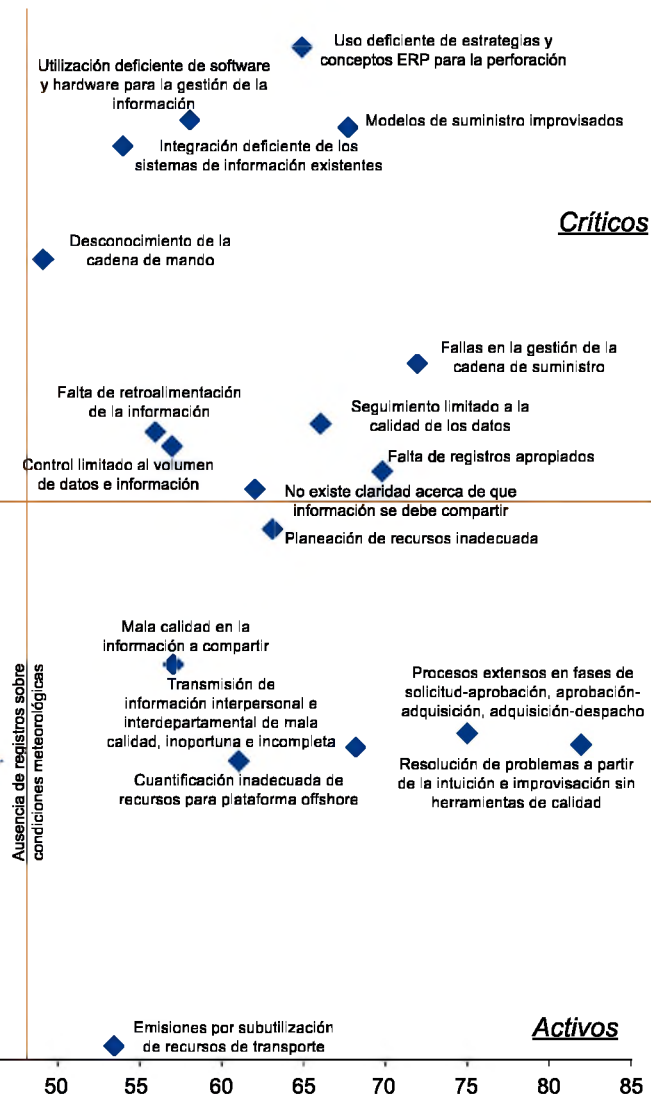 Uso deficiente de estrategias y
conceptos ERP para la perforación
Utilización deficiente de software
y hardware para la gestión de la
información
Modelos de suministro improvisados
Integración deficiente de los
sistemas de información existentes
Críticos
Desconocimiento de la
cadena de mando
Fallas en la gestión de la
cadena de suministro
Falta de retroalimentación
de la información
Seguimiento limitado a la
calidad de los datos
Control limitado al volumen
de datos e información
Falta de registros apropiados
No existe claridad acerca de que
información se debe compartir
Planeación de recursos inadecuada
Mala calidad en la
información a compartir
Transmisión de
información interpersonal e
interdepartamental de mala
calidad, inoportuna e incompleta
Procesos extensos en fases de
solicitud-aprobación, aprobación-
adquisición, adquisición-despacho
Resolución de problemas a partir
de la intuición e improvisación sin
herramientas de calidad
Cuantificación inadecuada de
recursos para plataforma offshore
Ausencia de registros sobre
condiciones meteorológicas
Emisiones por subutilización
de recursos de transporte
Activos
50 55 60 65 70 75 80 85